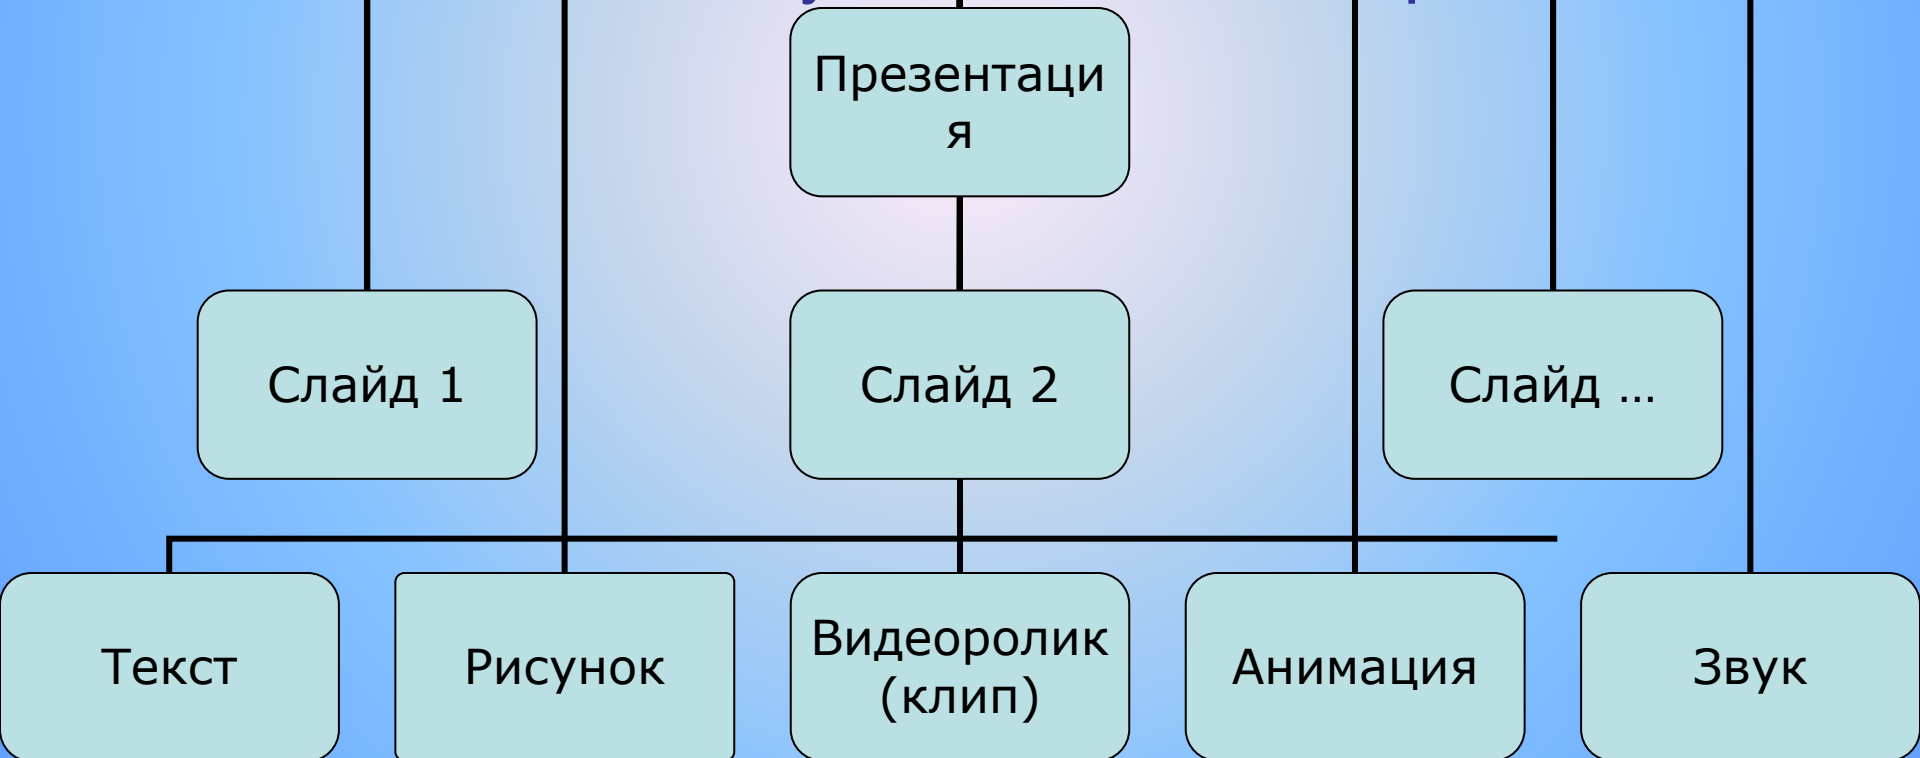 Презентаци
я
Слайд 1
Слайд 2
Слайд ...
Текст
Рисунок
Видеоролик
(клип)
Анимация
Звук